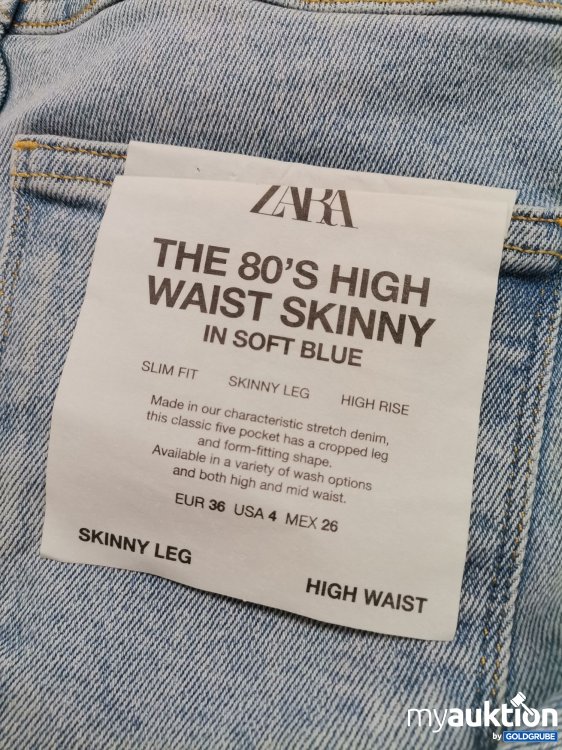 ZARA
THE 80'S HIGH
WAIST SKINNY
IN SOFT BLUE
SLIM FIT SKINNY LEG HIGH RISE
Made in our characteristic stretch denim,
this classic five pocket has a cropped leg
and form-fitting shape.
Available in a variety of wash options
and both high and mid waist.
EUR 36 USA 4 MEX 26
SKINNY LEG
HIGH WAIST
myauktion
by GOLDGRUBE